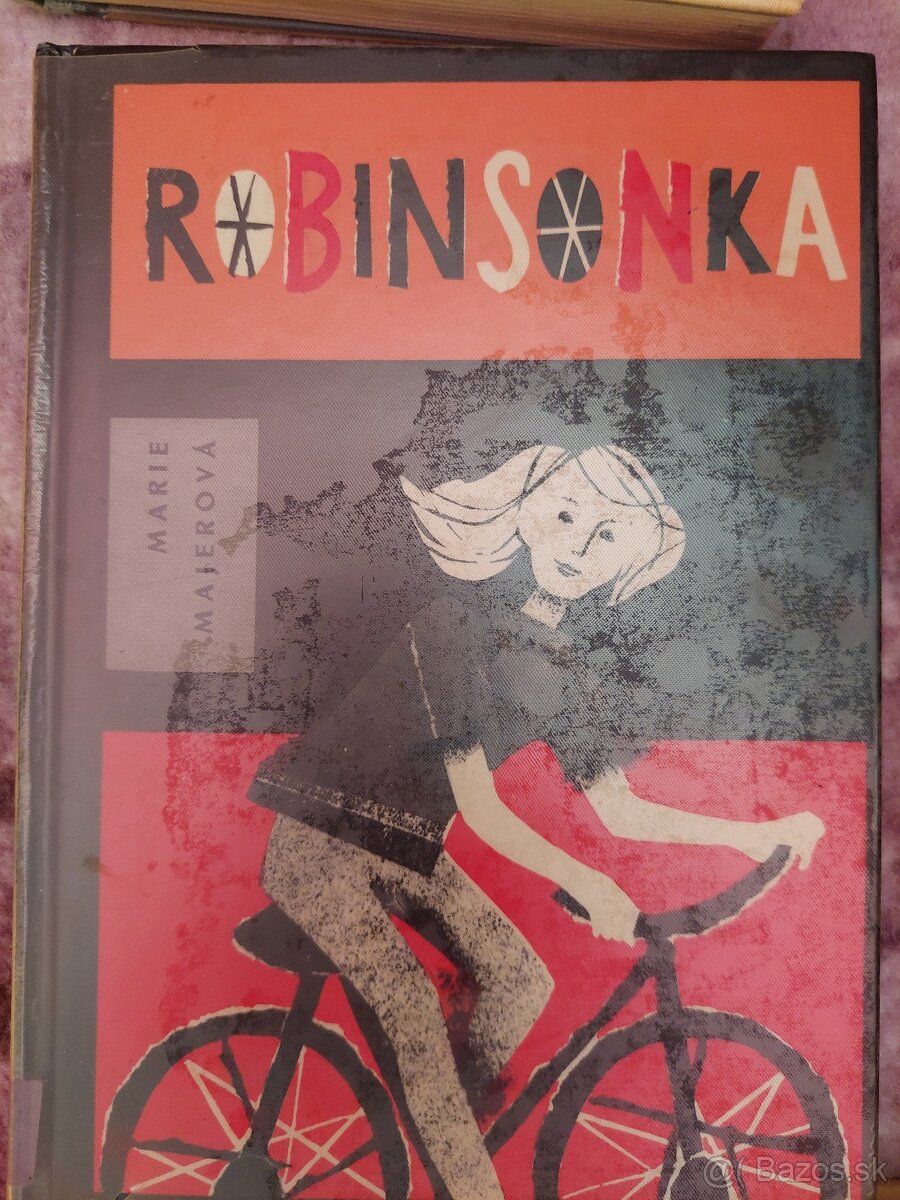 ROBINSONKA
MARIE
MAJEROVÁ
@( Bazos.sk